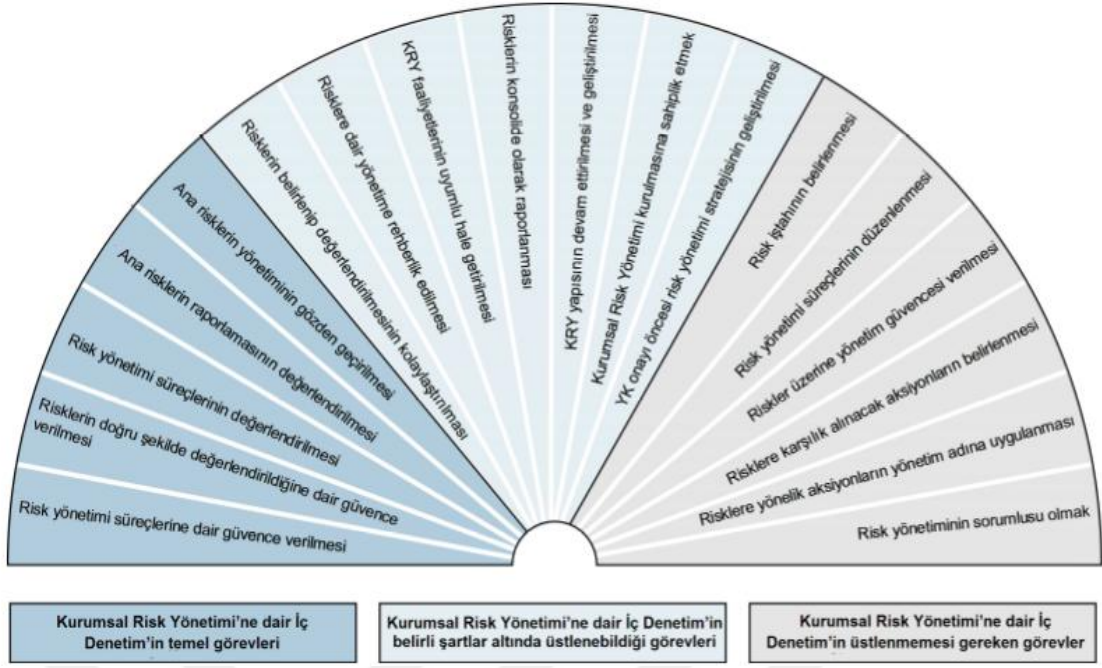 Risk yönetimi süreçlerine dair güvence verilmesi
Risklerin doğru şekilde değerlendirildiğine dair güvence
verilmesi
Risk yönetimi süreçlerinin değerlendirilmesi
Ana risklerin raporlamasının değerlendirilmesi
Ana risklerin yönetiminin gözden geçirilmesi
Risklerin belirlenip değerlendirilmesinin kolaylaştırılması
Risklere dair yönetime rehberlik edilmesi
KRY faaliyetlerinin uyumlu hale getirilmesi
Risklerin konsolide olarak raporlanması
KRY yapısının devam ettirilmesi ve geliştirilmesi
Kurumsal Risk Yönetimi kurulmasına sahiplik etmek
YK onayı öncesi risk yönetimi stratejisinin geliştirilmesi
Risk iştahının belirlenmesi
Risk yönetimi süreçlerinin düzenlenmesi
Riskler üzerine yönetim güvencesi verilmesi
Risklere karşılık alınacak aksiyonların belirlenmesi
Risklere yönelik aksiyonların yönetim adına uygulanması
Risk yönetiminin sorumlusu olmak
Kurumsal Risk Yönetimi’ne dair İç
Denetim’in temel görevleri
Kurumsal Risk Yönetimi’ne dair İç Denetim’in
belirli şartlar altında üstlenebildiği görevleri
Kurumsal Risk Yönetimi’ne dair İç
Denetim’in üstlenmemesi gereken görevler